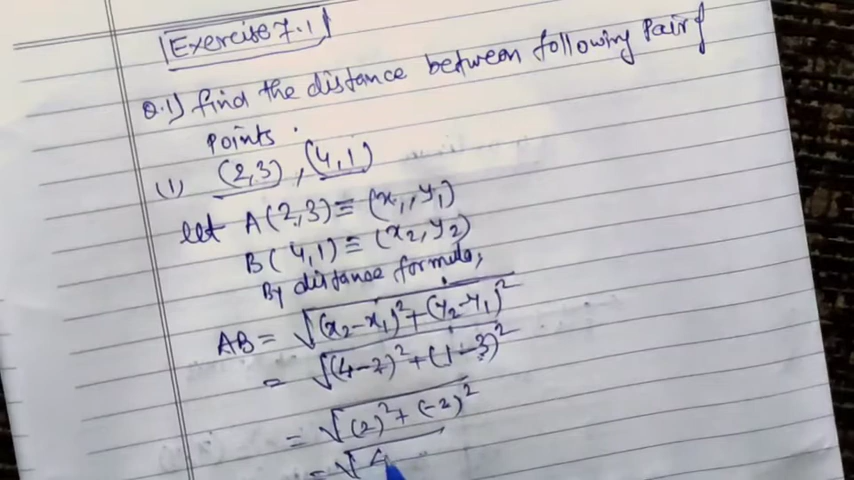 Exercise 7.1
Q.1) find the distance between following Pair of
points.
(1) (2,3), (4,1)
let A(2,3) ≡ (x₁, y₁)
B(4,1) ≡ (x₂, y₂)
By distance formula,
AB = √(x₂-x₁)²+(y₂-y₁)²
= √(4-2)²+(1-3)²
= √(2)²+(-2)²
= √4